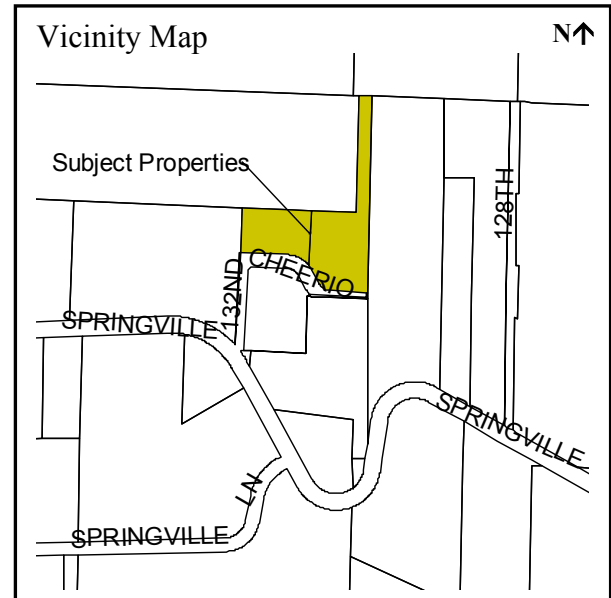 Vicinity Map
N↑
Subject Properties
128TH
CHEERIO
132ND
SPRINGVILLE
SPRINGVILLE
LN
SPRINGVILLE